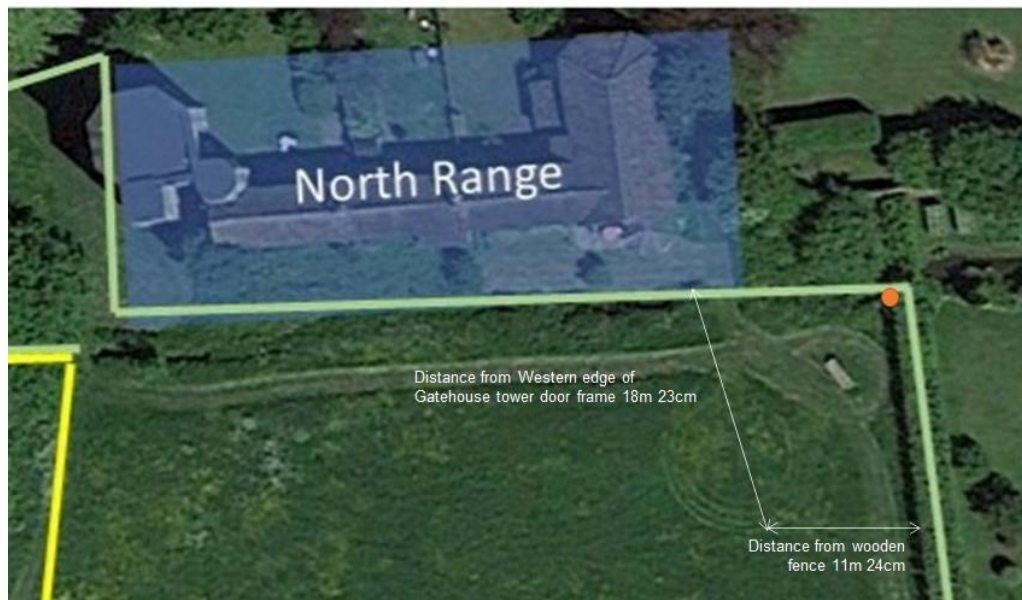 North Range
Distance from Western edge of
Gatehouse tower door frame 18m 23cm
Distance from wooden
fence 11m 24cm